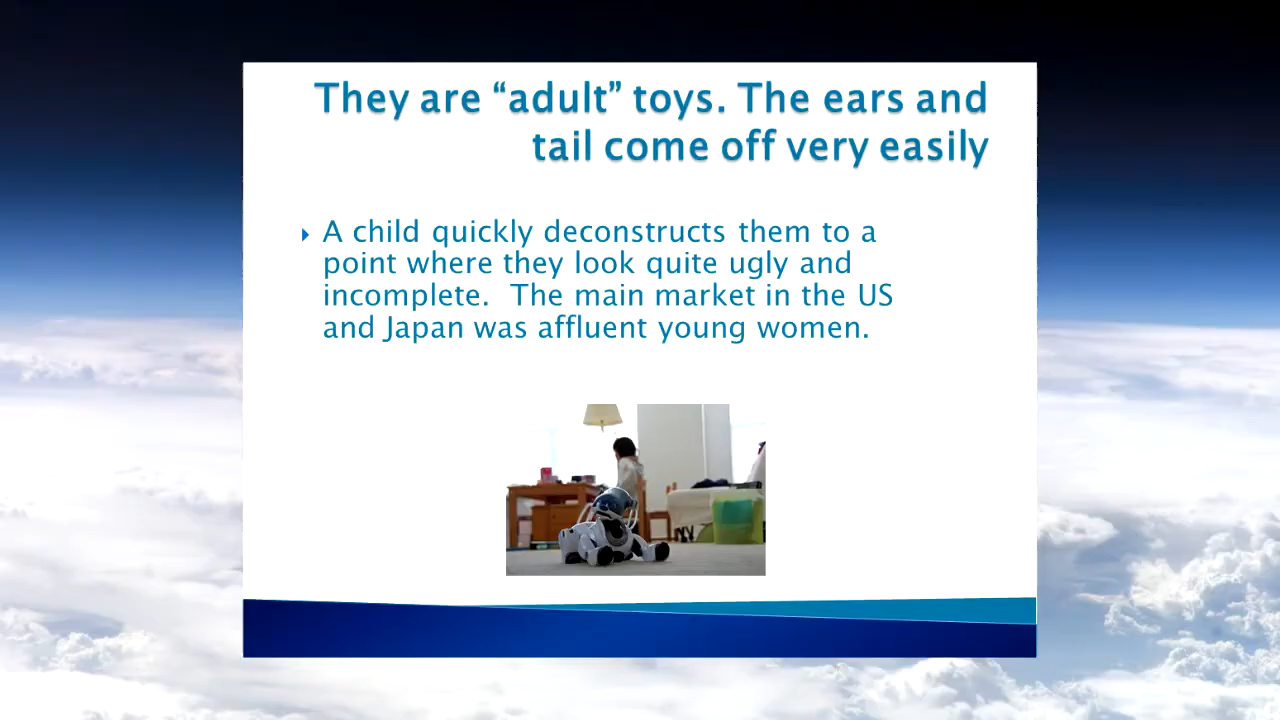 They are “adult” toys. The ears and
tail come off very easily
A child quickly deconstructs them to a
point where they look quite ugly and
incomplete.  The main market in the US
and Japan was affluent young women.